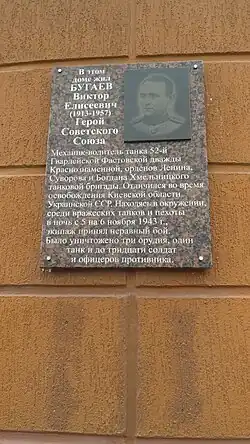 В этом
доме жил
БУГАЕВ
Виктор
Елисеевич
(1913-1957)
Герой
Советского
Союза
Механик-водитель танка 52-й
Гвардейской Фастовской дважды
Краснознаменной, орденов Ленина,
Суворова и Богдана Хмельницкого
танковой бригады. Отличился во время
освобождения Киевской области
Украинской ССР. Находясь в окружении,
среди вражеских танков и пехоты
в ночь с 5 на 6 ноября 1943 г.,
экипаж принял неравный бой.
Было уничтожено три орудия, один
танк и до тридцати солдат
и офицеров противника.